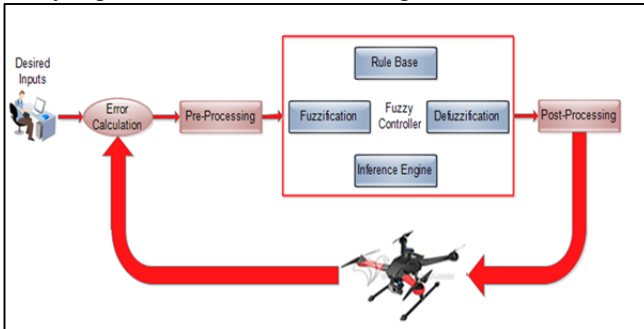 Desired
Inputs
Error
Calculation
Pre-Processing
Rule Base
Fuzzification
Fuzzy
Controller
Defuzzification
Inference Engine
Post-Processing